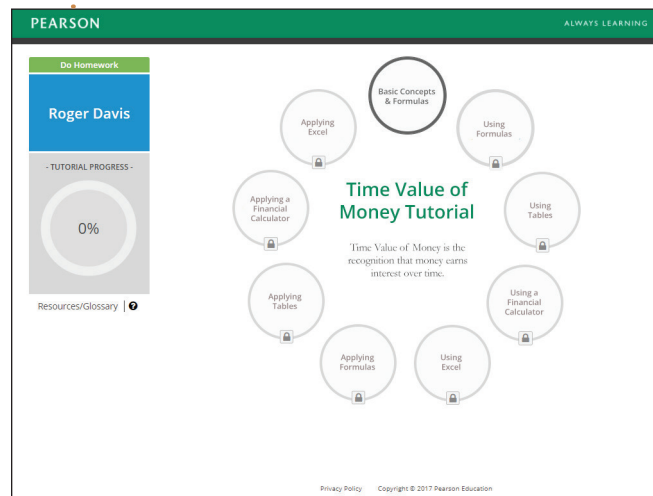 PEARSON
ALWAYS LEARNING
Do Homework
Roger Davis
- TUTORIAL PROGRESS -
0%
Resources/Glossary |
Basic Concepts
& Formulas
Using
Formulas
Using
Tables
Using a
Financial
Calculator
Using
Excel
Applying
Formulas
Applying
Tables
Applying a
Financial
Calculator
Applying
Excel
Time Value of
Money Tutorial
Time Value of Money is the
recognition that money earns
interest over time.
Privacy Policy Copyright © 2017 Pearson Education